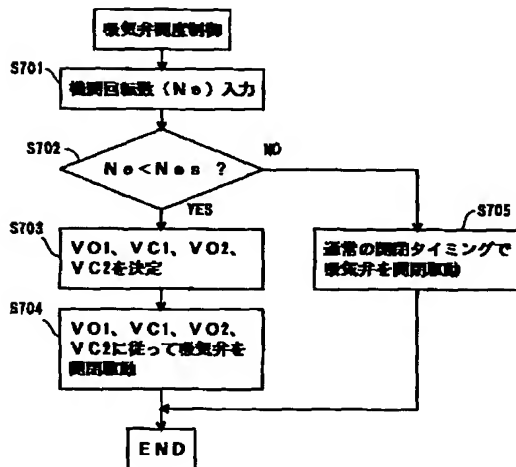 吸気弁開度制御
S701
機関回転数（Ne）入力
S702
Ne＜Nes ？
NO
YES
S703
VO1、VC1、VO2、
VC2を決定
S705
通常の開閉タイミングで
吸気弁を開閉駆動
S704
VO1、VC1、VO2、
VC2に従って吸気弁を
開閉駆動
END